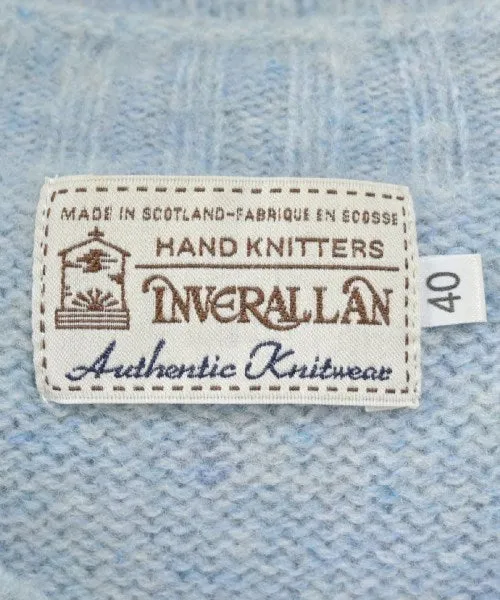 MADE IN SCOTLAND-FABRIQUE EN ECOSSE
HAND KNITTERS
INVERALLAN
Authentic Knitwear
40